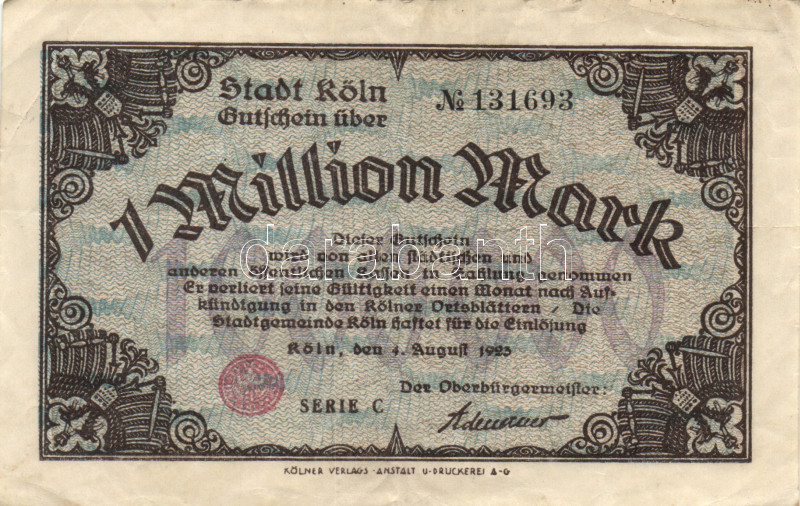 Stadt Köln
Gutschein über
№ 131693
1 Million Mark
Dieser Gutschein
wird von allen städtischen und
anderen öffentlichen Kassen in Zahlung genommen
Er verliert seine Gültigkeit einen Monat nach Auf-
kündigung in den Kölner Ortsblättern / Die
Stadtgemeinde Köln haftet für die Einlösung
Köln, den 4. August 1923
Der Oberbürgermeister:
SERIE C
Adenauer
KÖLNER VERLAGS-ANSTALT U-DRUCKEREI A-G
darabanth